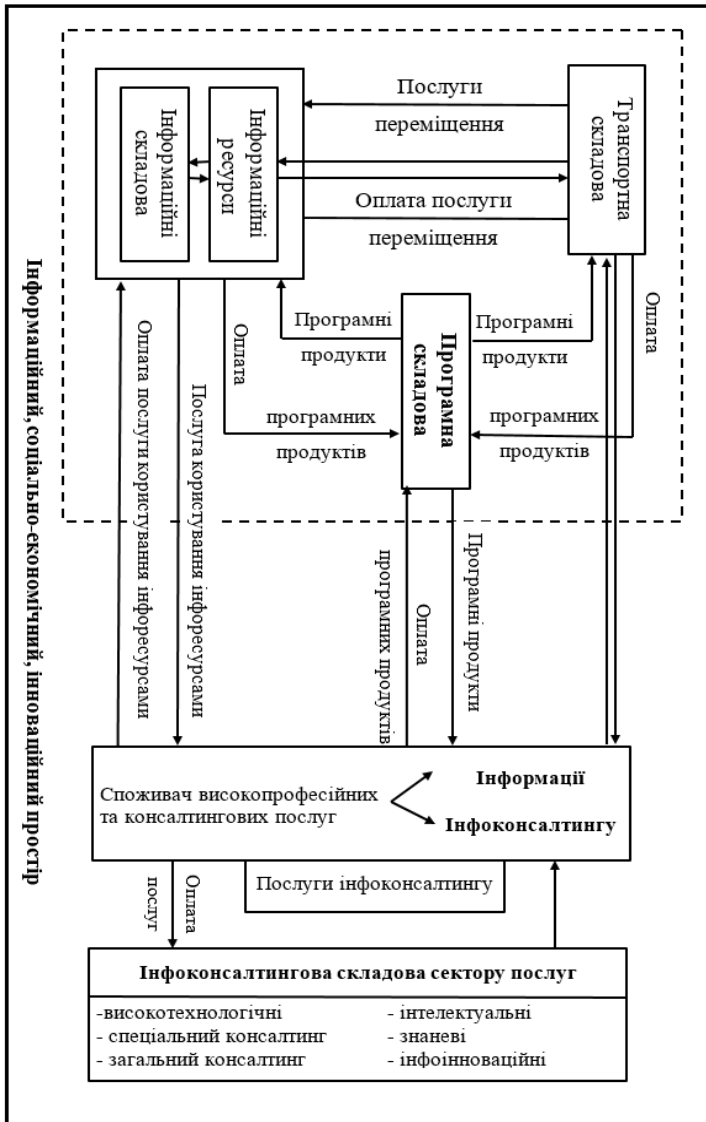 Інформаційний, соціально-економічний, інноваційний простір
Інформаційні
складова
Інформаційні
ресурси
Послуги
переміщення
Оплата послуги
переміщення
Транспортна
складова
Програмні
продукти
Програмна
складова
Програмні
продукти
Оплата
програмних
продуктів
Оплата
програмних
продуктів
Оплата послуги користування інфоресурсами
Послуга користування інфоресурсами
Оплата
програмних продуктів
Програмні продукти
Споживач високопрофесійних
та консалтингових послуг
Інформації
Інфоконсалтингу
Оплата
послуг
Послуги інфоконсалтингу
Інфоконсалтингова складова сектору послуг
-високотехнологічні
- спеціальний консалтинг
- загальний консалтинг
- інтелектуальні
- знаневі
- інфоінноваційні